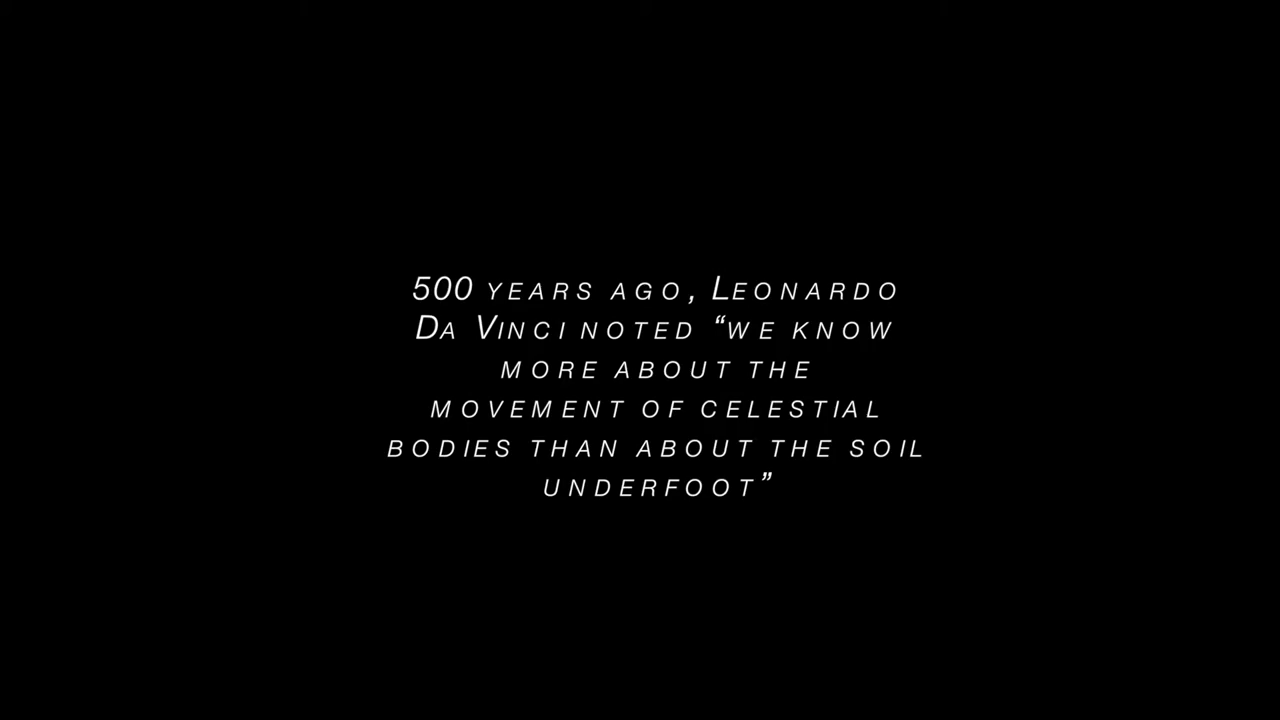 500 YEARS AGO, LEONARDO
DA VINCI NOTED “WE KNOW
MORE ABOUT THE
MOVEMENT OF CELESTIAL
BODIES THAN ABOUT THE SOIL
UNDERFOOT”